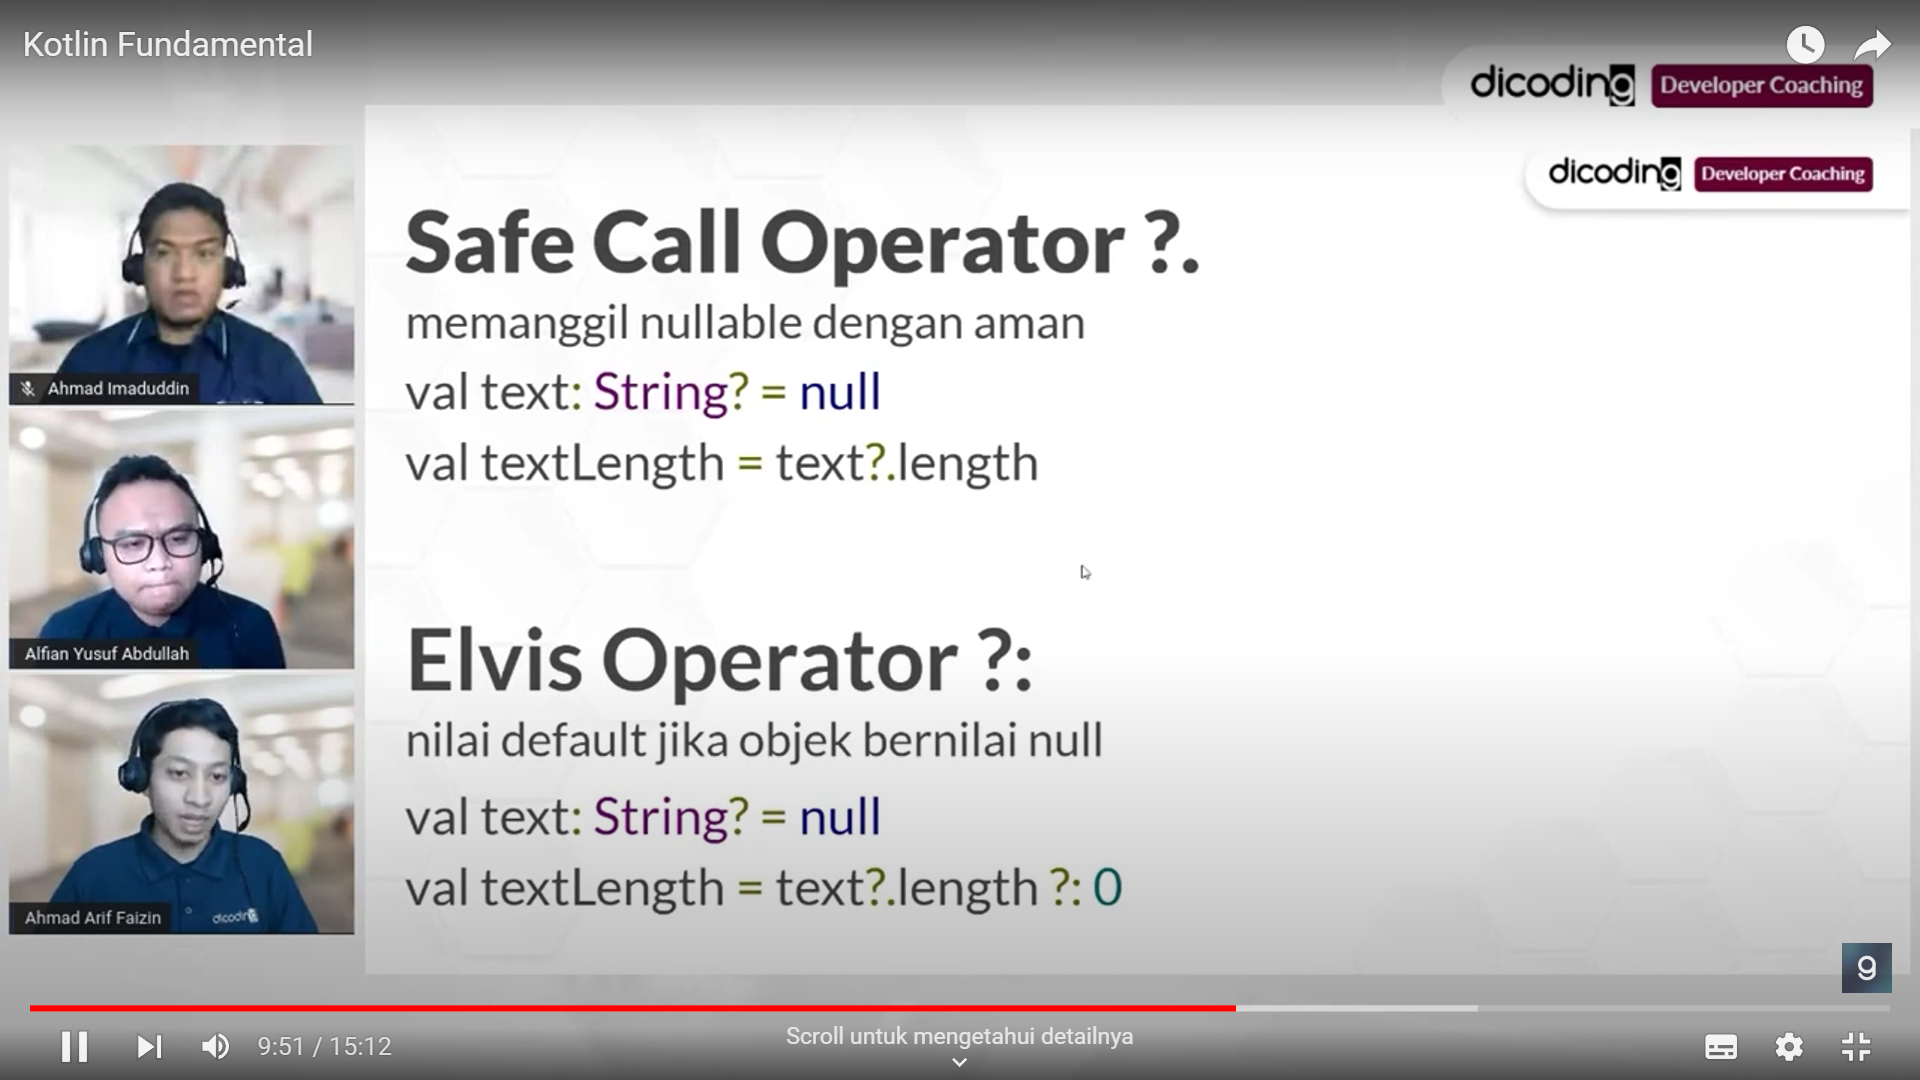 Kotlin Fundamental
dicoding Developer Coaching
dicoding Developer Coaching
Safe Call Operator ?.
memanggil nullable dengan aman
val text: String? = null
val textLength = text?.length
Elvis Operator ?:
nilai default jika objek bernilai null
val text: String? = null
val textLength = text?.length ?: 0
Ahmad Imaduddin
Alfian Yusuf Abdullah
Ahmad Arif Faizin
dicoding
9
9:51 / 15:12
Scroll untuk mengetahui detailnya